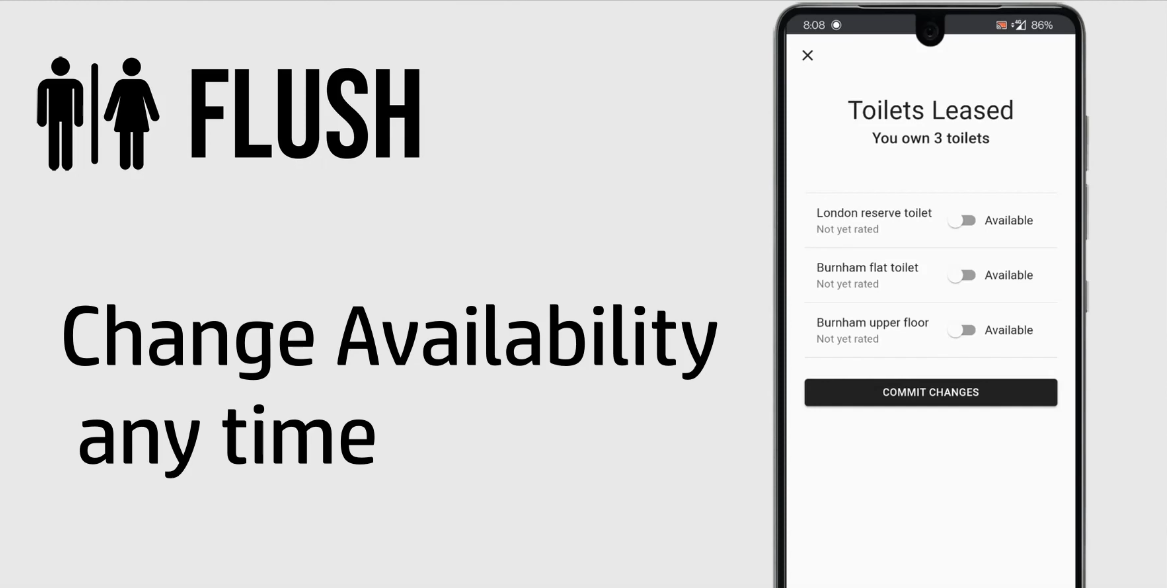 FLUSH
Change Availability
any time
8:08
4G
86%
Toilets Leased
You own 3 toilets
London reserve toilet
Not yet rated
Available
Burnham flat toilet
Not yet rated
Available
Burnham upper floor
Not yet rated
Available
COMMIT CHANGES